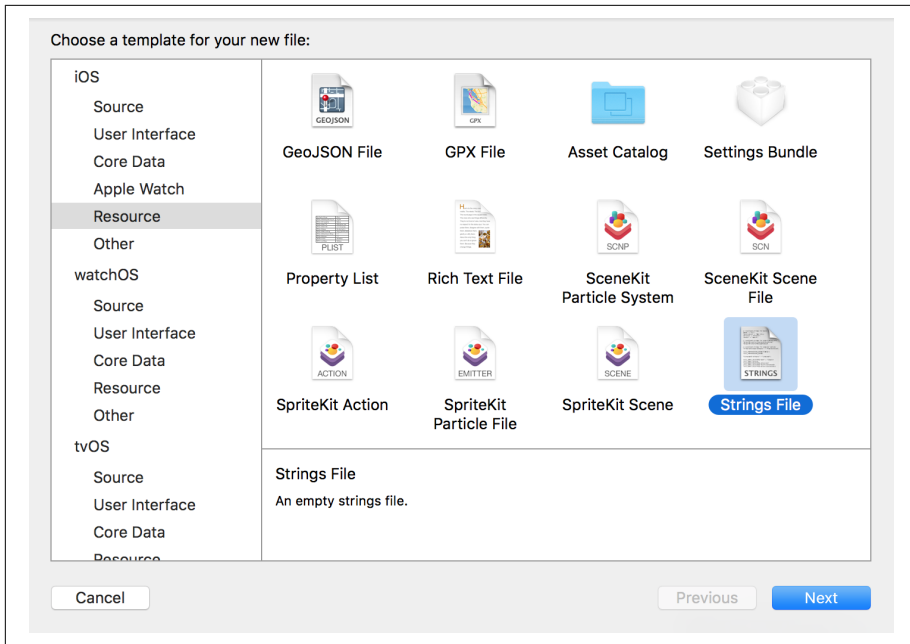 Choose a template for your new file:
iOS
Source
User Interface
Core Data
Apple Watch
Resource
Other
watchOS
Source
User Interface
Core Data
Resource
Other
tvOS
Source
User Interface
Core Data
Resource
GEOJSON
GPX
GeoJSON File
GPX File
Asset Catalog
Settings Bundle
PLIST
SCNP
SCN
Property List
Rich Text File
SceneKit
Particle System
SceneKit Scene
File
ACTION
EMITTER
SCENE
STRINGS
SpriteKit Action
SpriteKit
Particle File
SpriteKit Scene
Strings File
Strings File
An empty strings file.
Cancel
Previous
Next